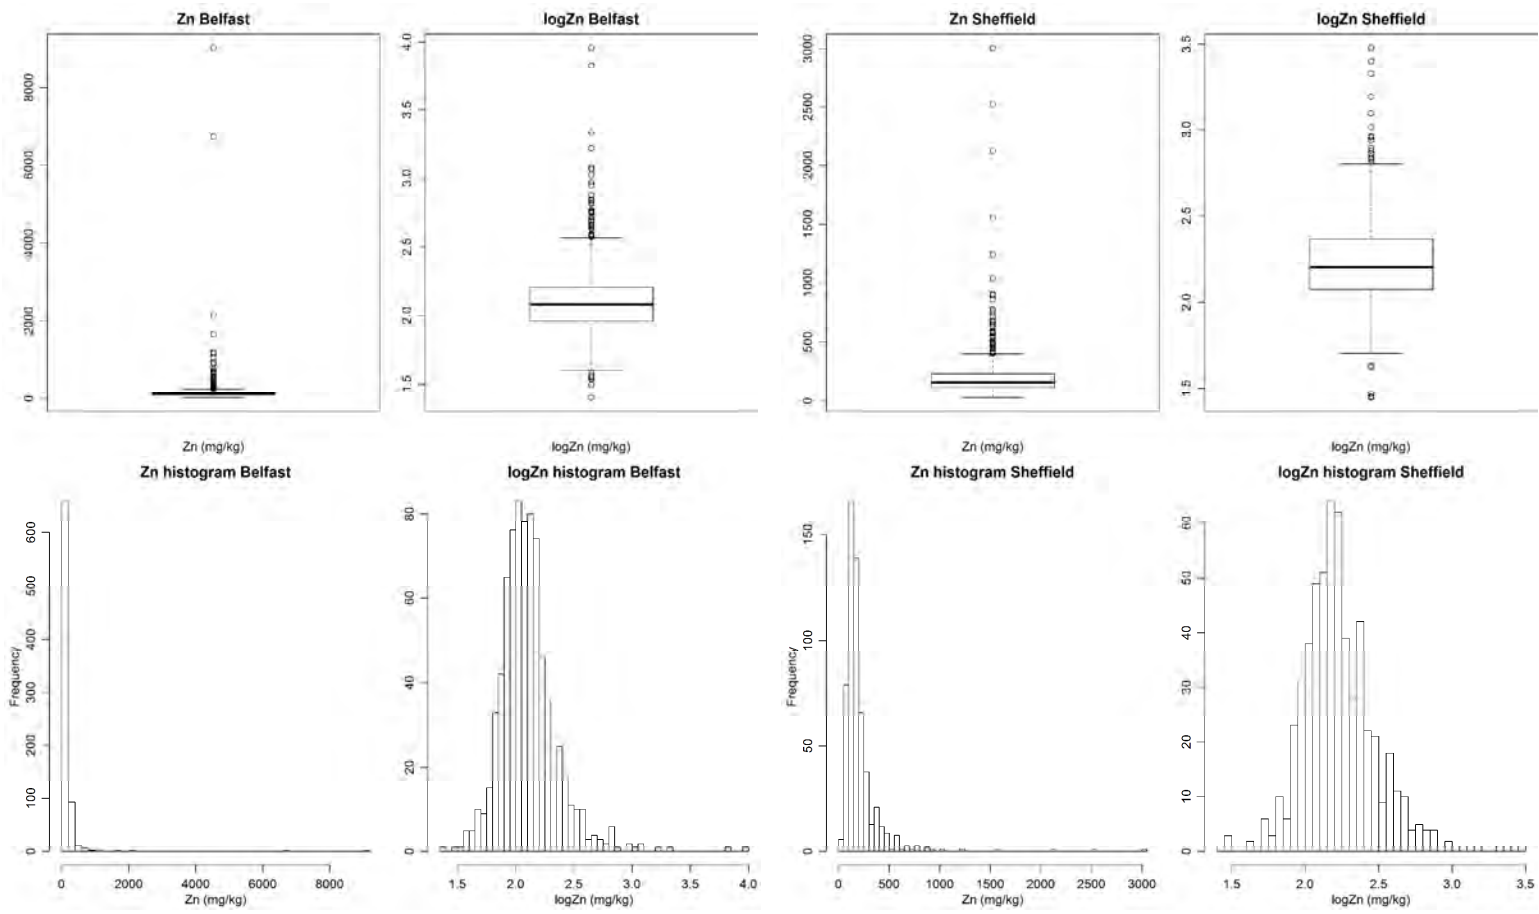 Zn Belfast
logZn Belfast
Zn Sheffield
logZn Sheffield
8000
6000
4000
2000
0
4.0
3.5
3.0
2.5
2.0
1.5
3000
2500
2000
1500
1000
500
0
3.5
3.0
2.5
2.0
1.5
Zn (mg/kg)
logZn (mg/kg)
Zn (mg/kg)
logZn (mg/kg)
Zn histogram Belfast
logZn histogram Belfast
Zn histogram Sheffield
logZn histogram Sheffield
Frequency
600
500
400
300
200
100
0
80
60
40
20
0
Frequency
150
100
50
0
60
50
40
30
20
10
0
0 2000 4000 6000 8000
1.5 2.0 2.5 3.0 3.5 4.0
0 500 1000 1500 2000 2500 3000
1.5 2.0 2.5 3.0 3.5
Zn (mg/kg)
logZn (mg/kg)
Zn (mg/kg)
logZn (mg/kg)